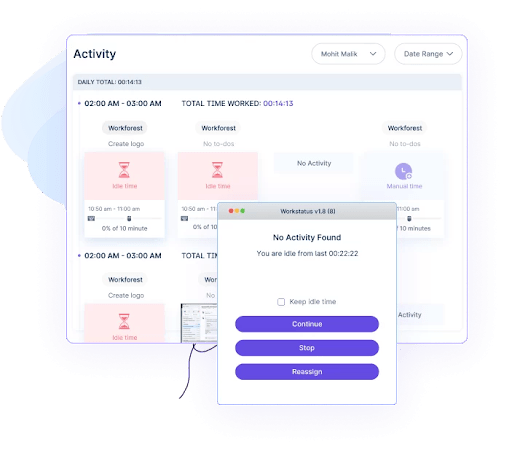 Activity
Mohit Malik
Date Range
DAILY TOTAL: 00:14:13
02:00 AM - 03:00 AM
TOTAL TIME WORKED: 00:14:13
Workforest
Workforest
Workforest
Create logo
No to-dos
No to-dos
No Activity
Idle time
Idle time
Manual time
10:50 am - 11:00 am
10:50 am - 11:
11:00 am
0% of 10 minute
0% of 10
f 10 minutes
02:00 AM - 03:00 AM
TOTAL TIM
Workforest
Wor
Create logo
No
Activity
Idle time
Workstatus v1.8 (8)
No Activity Found
You are idle from last 00:22:22
Keep idle time
Continue
Stop
Reassign